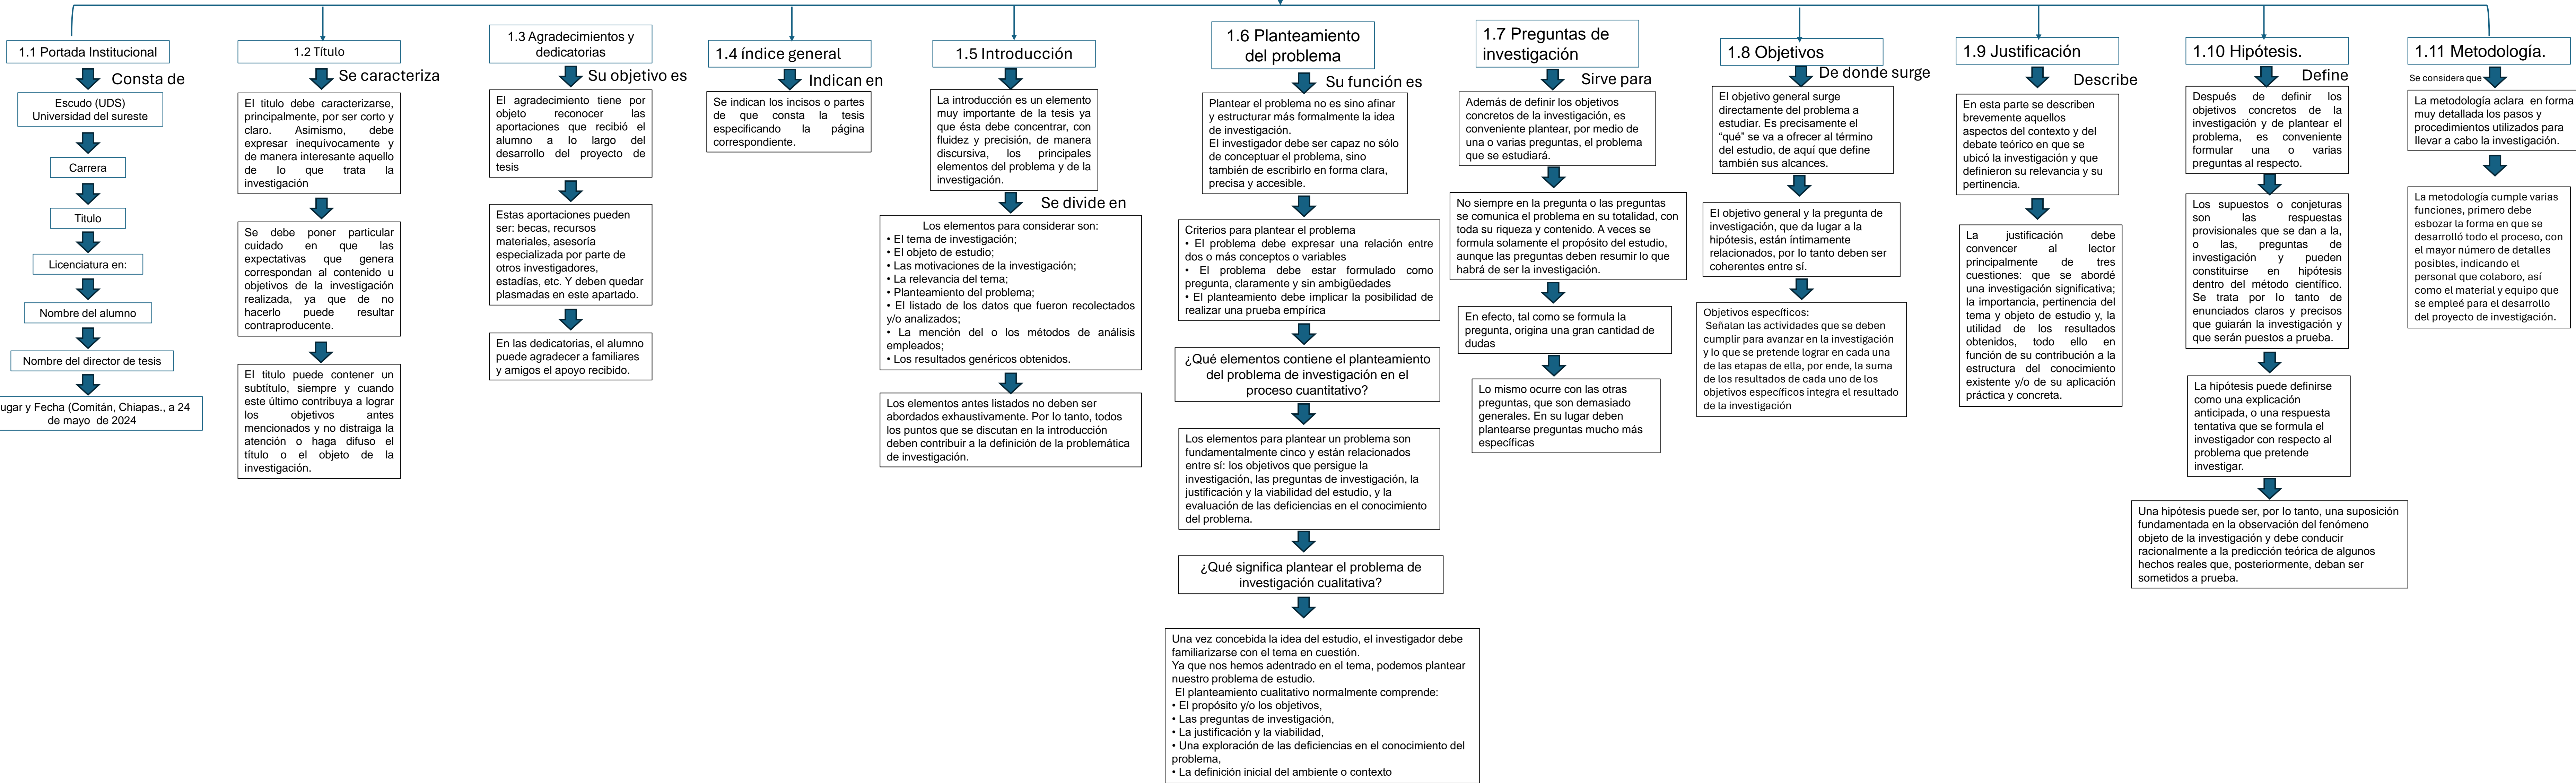 1.1 Portada Institucional
Consta de
Escudo (UDS)
Universidad del sureste
Carrera
Titulo
Licenciatura en:
Nombre del alumno
Nombre del director de tesis
ugar y Fecha (Comitán, Chiapas., a 24
de mayo de 2024
1.2 Título
Se caracteriza
El titulo debe caracterizarse,
principalmente, por ser corto y
claro. Asimismo, debe
expresar inequívocamente y
de manera interesante aquello
de lo que trata la
investigación
Se debe poner particular
cuidado en que las
expectativas que genera
correspondan al contenido u
objetivos de la investigación
realizada, ya que de no
hacerlo puede resultar
contraproducente.
El titulo puede contener un
subtítulo, siempre y cuando
este último contribuya a lograr
los objetivos antes
mencionados y no distraiga la
atención o haga difuso el
título o el objeto de la
investigación.
1.3 Agradecimientos y
dedicatorias
Su objetivo es
El agradecimiento tiene por
objeto reconocer las
aportaciones que recibió el
alumno a lo largo del
desarrollo del proyecto de
tesis
Estas aportaciones pueden
ser: becas, recursos
materiales, asesoría
especializada por parte de
otros investigadores,
estadías, etc. Y deben quedar
plasmadas en este apartado.
En las dedicatorias, el alumno
puede agradecer a familiares
y amigos el apoyo recibido.
1.4 índice general
Indican en
Se indican los incisos o partes
de que consta la tesis
especificando la página
correspondiente.
1.5 Introducción
La introducción es un elemento
muy importante de la tesis ya
que ésta debe concentrar, con
fluidez y precisión, de manera
discursiva, los principales
elementos del problema y de la
investigación.
Se divide en
Los elementos para considerar son:
• El tema de investigación;
• El objeto de estudio;
• Las motivaciones de la investigación;
• La relevancia del tema;
• Planteamiento del problema;
• El listado de los datos que fueron recolectados
y/o analizados;
• La mención del o los métodos de análisis
empleados;
• Los resultados genéricos obtenidos.
Los elementos antes listados no deben ser
abordados exhaustivamente. Por lo tanto, todos
los puntos que se discutan en la introducción
deben contribuir a la definición de la problemática
de investigación.
1.6 Planteamiento
del problema
Su función es
Plantear el problema no es sino afinar
y estructurar más formalmente la idea
de investigación.
El investigador debe ser capaz no sólo
de conceptuar el problema, sino
también de escribirlo en forma clara,
precisa y accesible.
Criterios para plantear el problema
• El problema debe expresar una relación entre
dos o más conceptos o variables
• El problema debe estar formulado como
pregunta, claramente y sin ambigüedades
• El planteamiento debe implicar la posibilidad de
realizar una prueba empírica
¿Qué elementos contiene el planteamiento
del problema de investigación en el
proceso cuantitativo?
Los elementos para plantear un problema son
fundamentalmente cinco y están relacionados
entre sí: los objetivos que persigue la
investigación, las preguntas de investigación, la
justificación y la viabilidad del estudio, y la
evaluación de las deficiencias en el conocimiento
del problema.
¿Qué significa plantear el problema de
investigación cualitativa?
Una vez concebida la idea del estudio, el investigador debe
familiarizarse con el tema en cuestión.
Ya que nos hemos adentrado en el tema, podemos plantear
nuestro problema de estudio.
El planteamiento cualitativo normalmente comprende:
• El propósito y/o los objetivos,
• Las preguntas de investigación,
• La justificación y la viabilidad,
• Una exploración de las deficiencias en el conocimiento del
problema,
• La definición inicial del ambiente o contexto
1.7 Preguntas de
investigación
Sirve para
Además de definir los objetivos
concretos de la investigación, es
conveniente plantear, por medio de
una o varias preguntas, el problema
que se estudiará.
No siempre en la pregunta o las preguntas
se comunica el problema en su totalidad, con
toda su riqueza y contenido. A veces se
formula solamente el propósito del estudio,
aunque las preguntas deben resumir lo que
habrá de ser la investigación.
En efecto, tal como se formula la
pregunta, origina una gran cantidad de
dudas
Lo mismo ocurre con las otras
preguntas, que son demasiado
generales. En su lugar deben
plantearse preguntas mucho más
específicas
1.8 Objetivos
De donde surge
El objetivo general surge
directamente del problema a
estudiar. Es precisamente el
“qué” se va a ofrecer al término
del estudio, de aquí que define
también sus alcances.
El objetivo general y la pregunta de
investigación, que da lugar a la
hipótesis, están íntimamente
relacionados, por lo tanto deben ser
coherentes entre sí.
Objetivos específicos:
Señalan las actividades que se deben
cumplir para avanzar en la investigación
y lo que se pretende lograr en cada una
de las etapas de ella, por ende, la suma
de los resultados de cada uno de los
objetivos específicos integra el resultado
de la investigación
1.9 Justificación
Describe
En esta parte se describen
brevemente aquellos
aspectos del contexto y del
debate teórico en que se
ubicó la investigación y que
definieron su relevancia y su
pertinencia.
La justificación debe
convencer al lector
principalmente de tres
cuestiones: que se abordé
una investigación significativa;
la importancia, pertinencia del
tema y objeto de estudio y, la
utilidad de los resultados
obtenidos, todo ello en
función de su contribución a la
estructura del conocimiento
existente y/o de su aplicación
práctica y concreta.
1.10 Hipótesis.
Define
Después de definir los
objetivos concretos de la
investigación y de plantear el
problema, es conveniente
formular una o varias
preguntas al respecto.
Los supuestos o conjeturas
son las respuestas
provisionales que se dan a la,
o las, preguntas de
investigación y pueden
constituirse en hipótesis
dentro del método científico.
Se trata por lo tanto de
enunciados claros y precisos
que guiarán la investigación y
que serán puestos a prueba.
La hipótesis puede definirse
como una explicación
anticipada, o una respuesta
tentativa que se formula el
investigador con respecto al
problema que pretende
investigar.
Una hipótesis puede ser, por lo tanto, una suposición
fundamentada en la observación del fenómeno
objeto de la investigación y debe conducir
racionalmente a la predicción teórica de algunos
hechos reales que, posteriormente, deban ser
sometidos a prueba.
1.11 Metodología.
Se considera que
La metodología aclara en forma
muy detallada los pasos y
procedimientos utilizados para
llevar a cabo la investigación.
La metodología cumple varias
funciones, primero debe
esbozar la forma en que se
desarrolló todo el proceso, con
el mayor número de detalles
posibles, indicando el
personal que colaboro, así
como el material y equipo que
se empleé para el desarrollo
del proyecto de investigación.